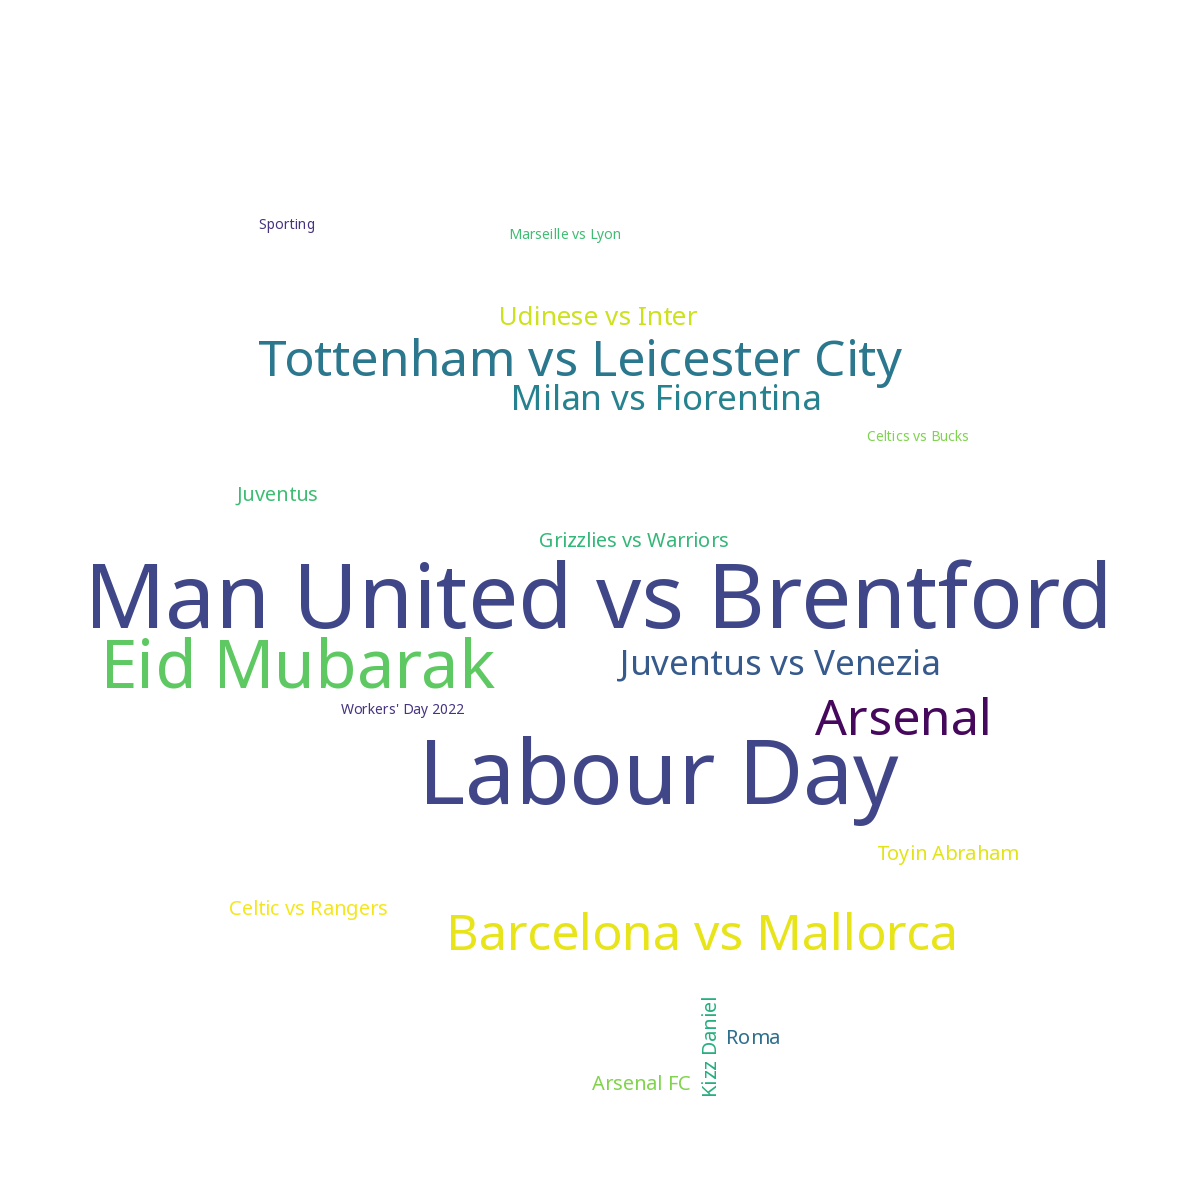 Sporting
Marseille vs Lyon
Udinese vs Inter
Tottenham vs Leicester City
Milan vs Fiorentina
Celtics vs Bucks
Juventus
Grizzlies vs Warriors
Man United vs Brentford
Eid Mubarak
Juventus vs Venezia
Workers' Day 2022
Arsenal
Labour Day
Toyin Abraham
Celtic vs Rangers
Barcelona vs Mallorca
Kizz Daniel
Roma
Arsenal FC